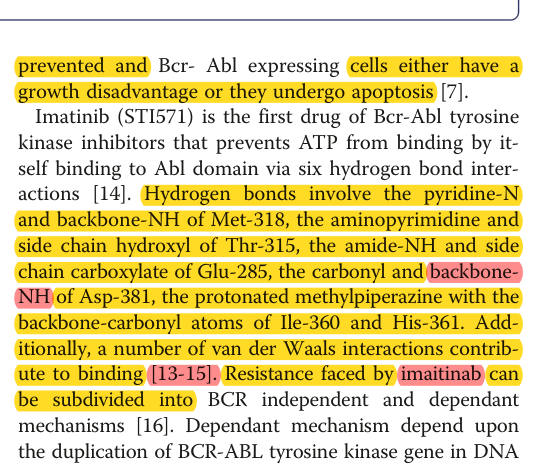 prevented and Bcr- Abl expressing cells either have a
growth disadvantage or they undergo apoptosis [7].
Imatinib (STI571) is the first drug of Bcr-Abl tyrosine
kinase inhibitors that prevents ATP from binding by it-
self binding to Abl domain via six hydrogen bond inter-
actions [14]. Hydrogen bonds involve the pyridine-N
and backbone-NH of Met-318, the aminopyrimidine and
side chain hydroxyl of Thr-315, the amide-NH and side
chain carboxylate of Glu-285, the carbonyl and backbone-
NH of Asp-381, the protonated methylpiperazine with the
backbone-carbonyl atoms of Ile-360 and His-361. Add-
itionally, a number of van der Waals interactions contrib-
ute to binding [13-15]. Resistance faced by imaitinab can
be subdivided into BCR independent and dependant
mechanisms [16]. Dependant mechanism depend upon
the duplication of BCR-ABL tyrosine kinase gene in DNA